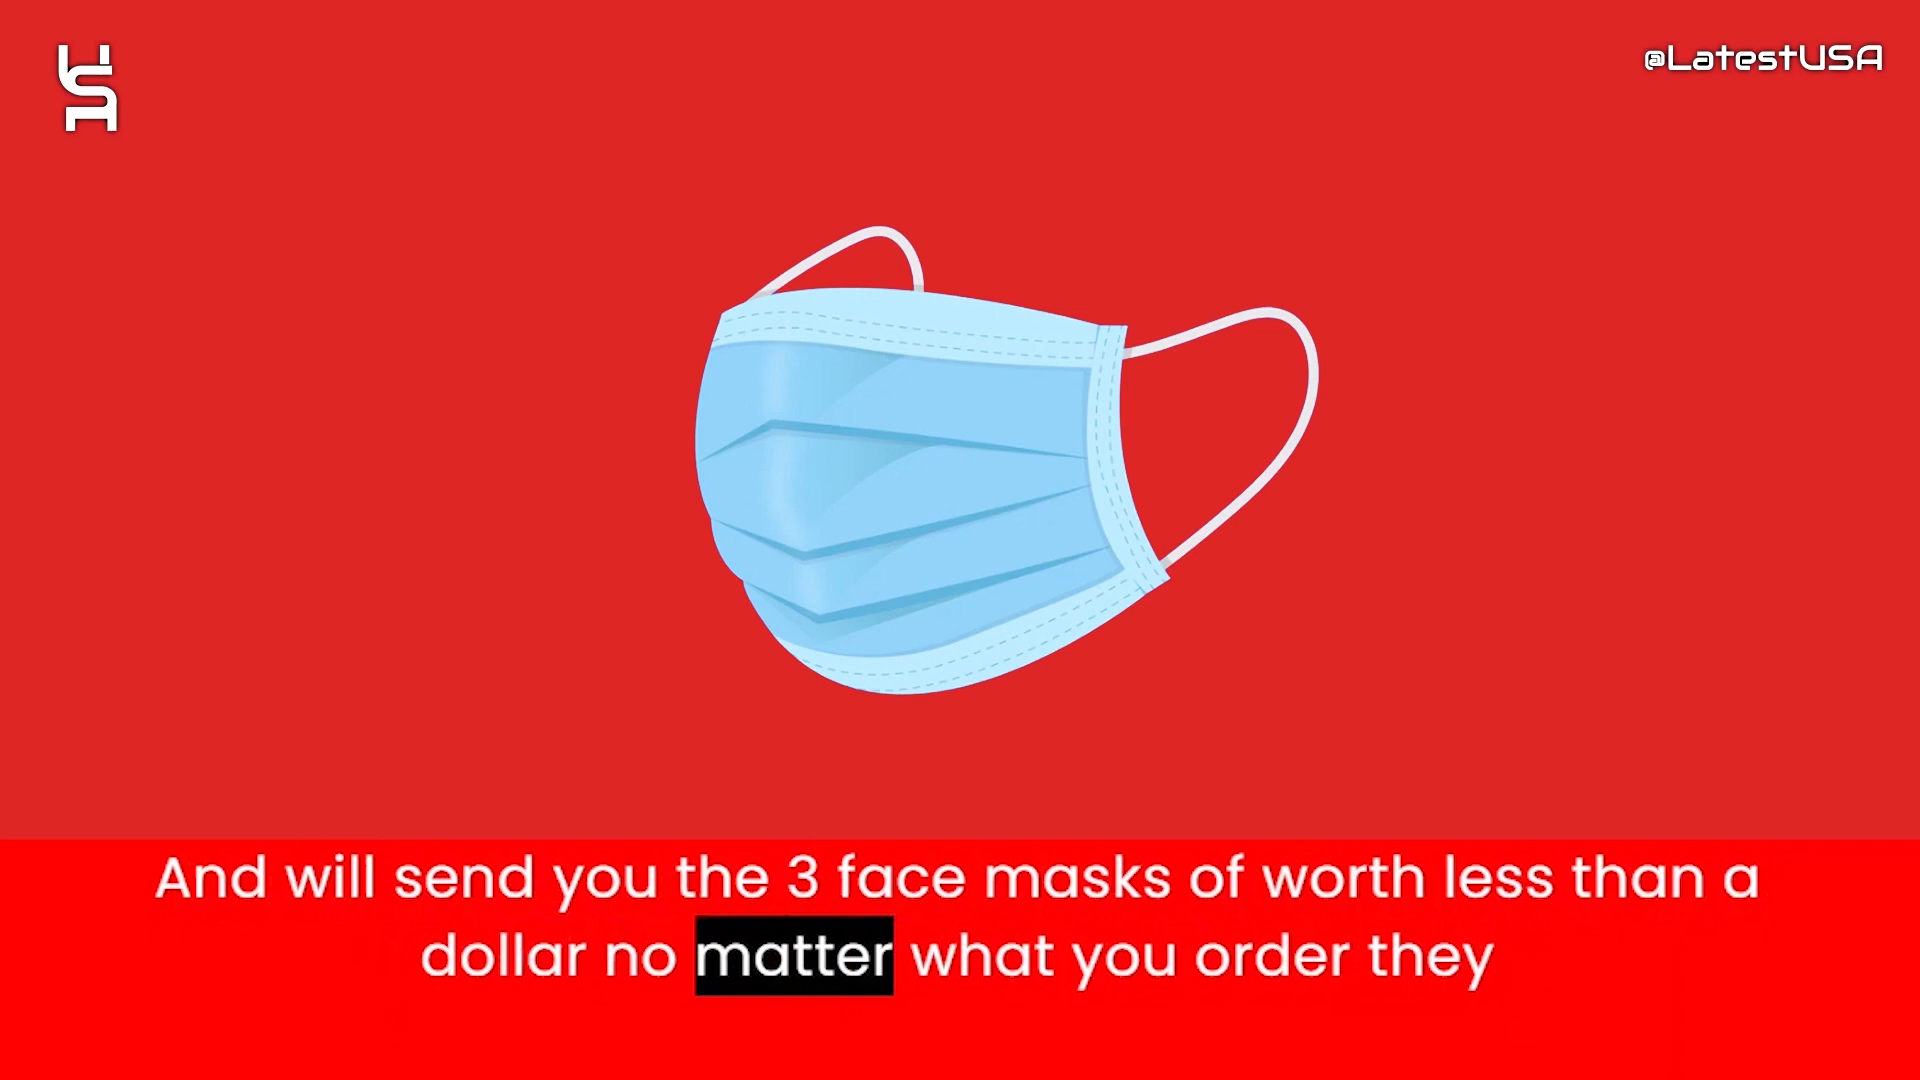 USA
@LatestUSA
And will send you the 3 face masks of worth less than a
dollar no matter what you order they